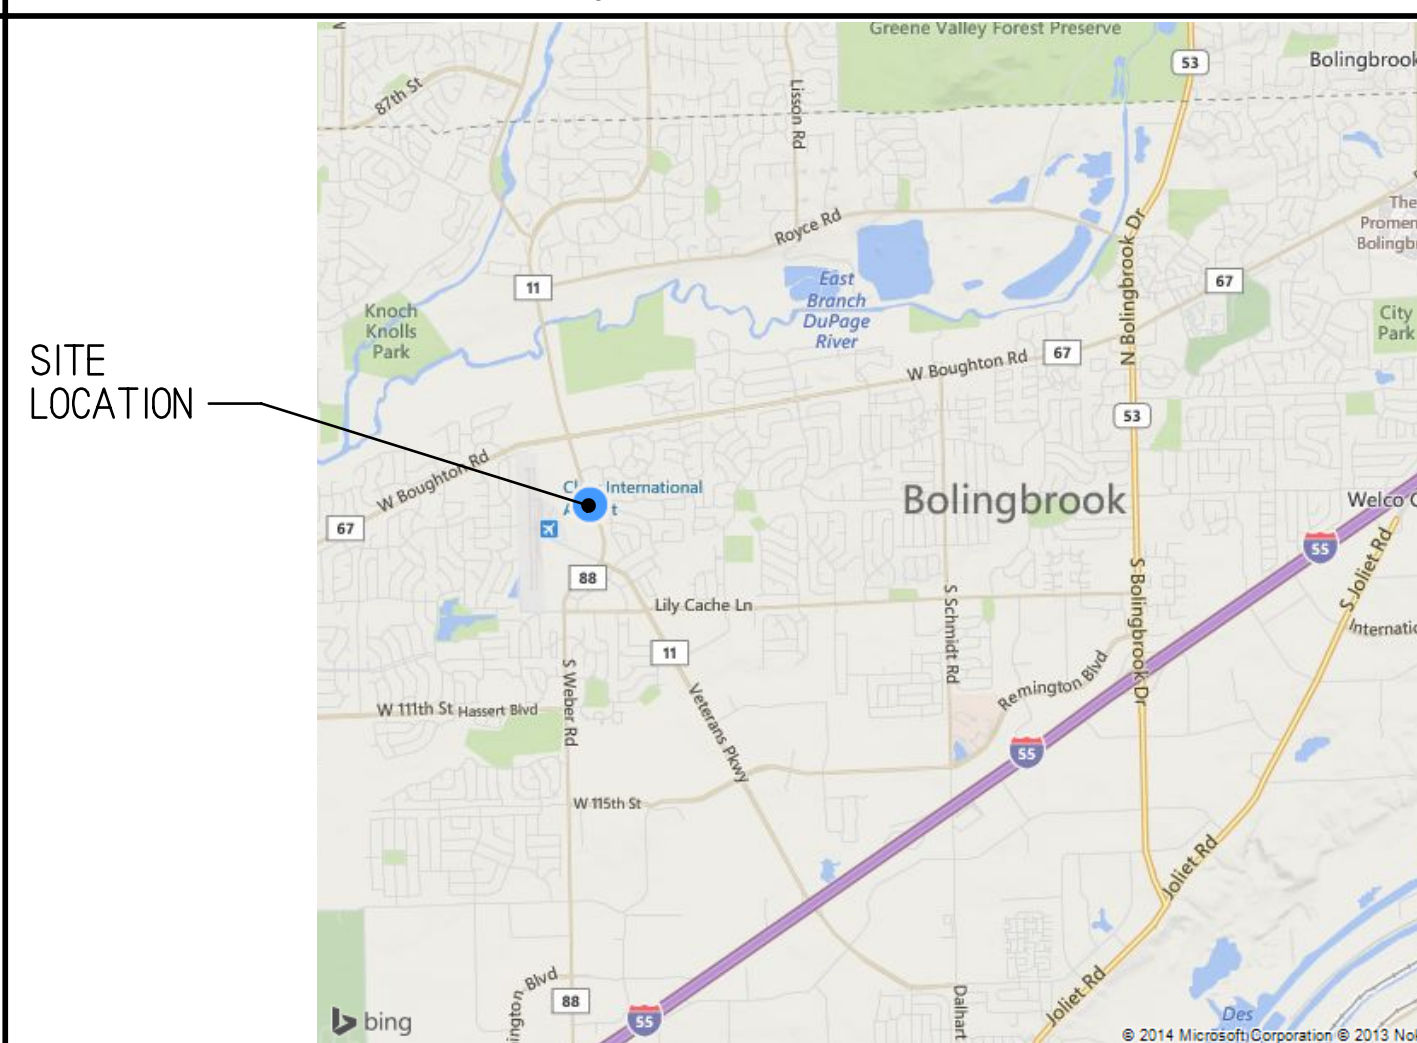 Greene Valley Forest Preserve
53
Bolingbrook
87th St
Lisson Rd
Royce Rd
N Bolingbrook Dr
The
11
67
Knoch
Knolls
Park
East
Branch
DuPage
River
City
Park
SITE
LOCATION
W Boughton Rd
67
53
W Boughton Rd
International
Bolingbrook
Welco
67
55
88
Lily Cache Ln
S Schmidt Rd
S Bolingbrook Dr
S Joliet Rd
11
S Weber Rd
Veterans Pkwy
Remington Blvd
W 111th St
Hassert Blvd
55
W 115th St
Joliet Rd
Blvd
88
55
Dalhart
Joliet Rd
Des
bing
© 2014 Microsoft Corporation © 2013